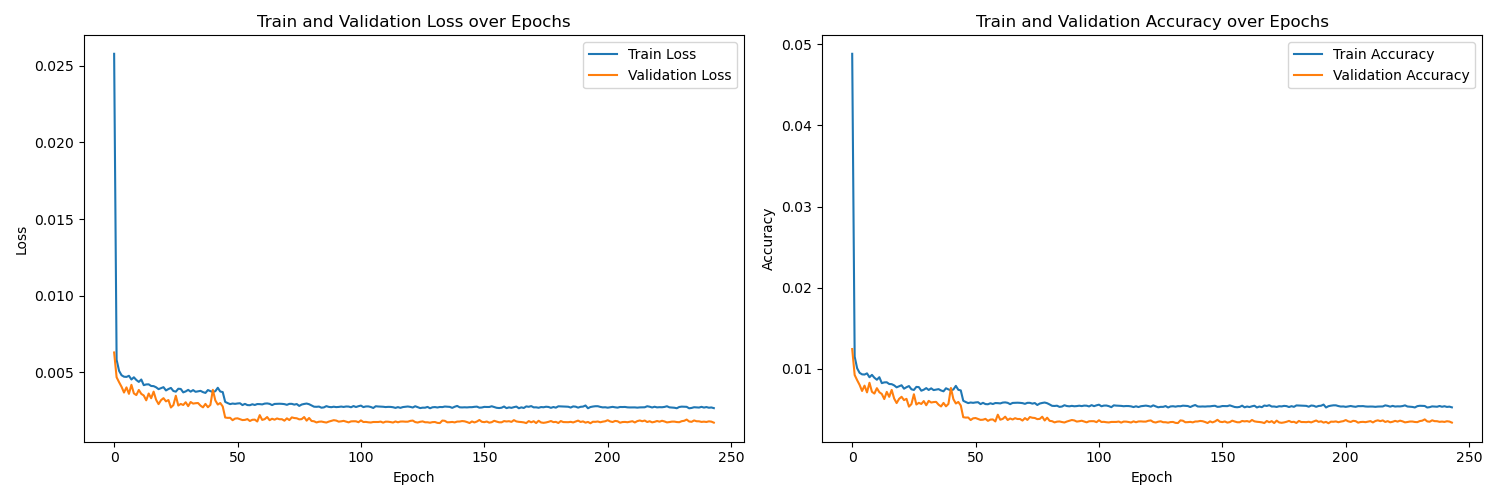 Train and Validation Loss over Epochs
Train Loss
Validation Loss
0.025
0.020
0.015
0.010
0.005
Loss
0 50 100 150 200 250
Epoch
Train and Validation Accuracy over Epochs
Train Accuracy
Validation Accuracy
0.05
0.04
0.03
0.02
0.01
Accuracy
0 50 100 150 200 250
Epoch